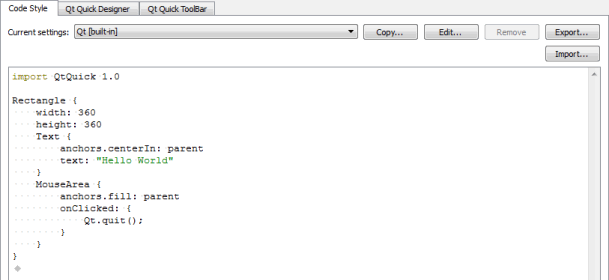 Code Style Qt Quick Designer Qt Quick ToolBar
Current settings: Qt [built-in] Copy... Edit... Remove Export...
Import...
import QtQuick 1.0
Rectangle {
    width: 360
    height: 360
    Text {
        anchors.centerIn: parent
        text: "Hello World"
    }
    MouseArea {
        anchors.fill: parent
        onClicked: {
            Qt.quit();
        }
    }
}